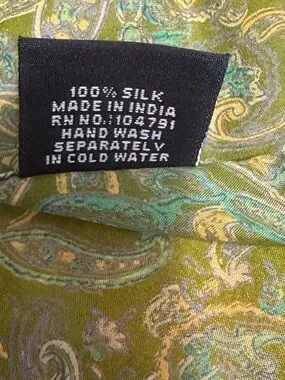 100% SILK
MADE IN INDIA
RN NO.:104791
HAND WASH
SEPARATELY
IN COLD WATER